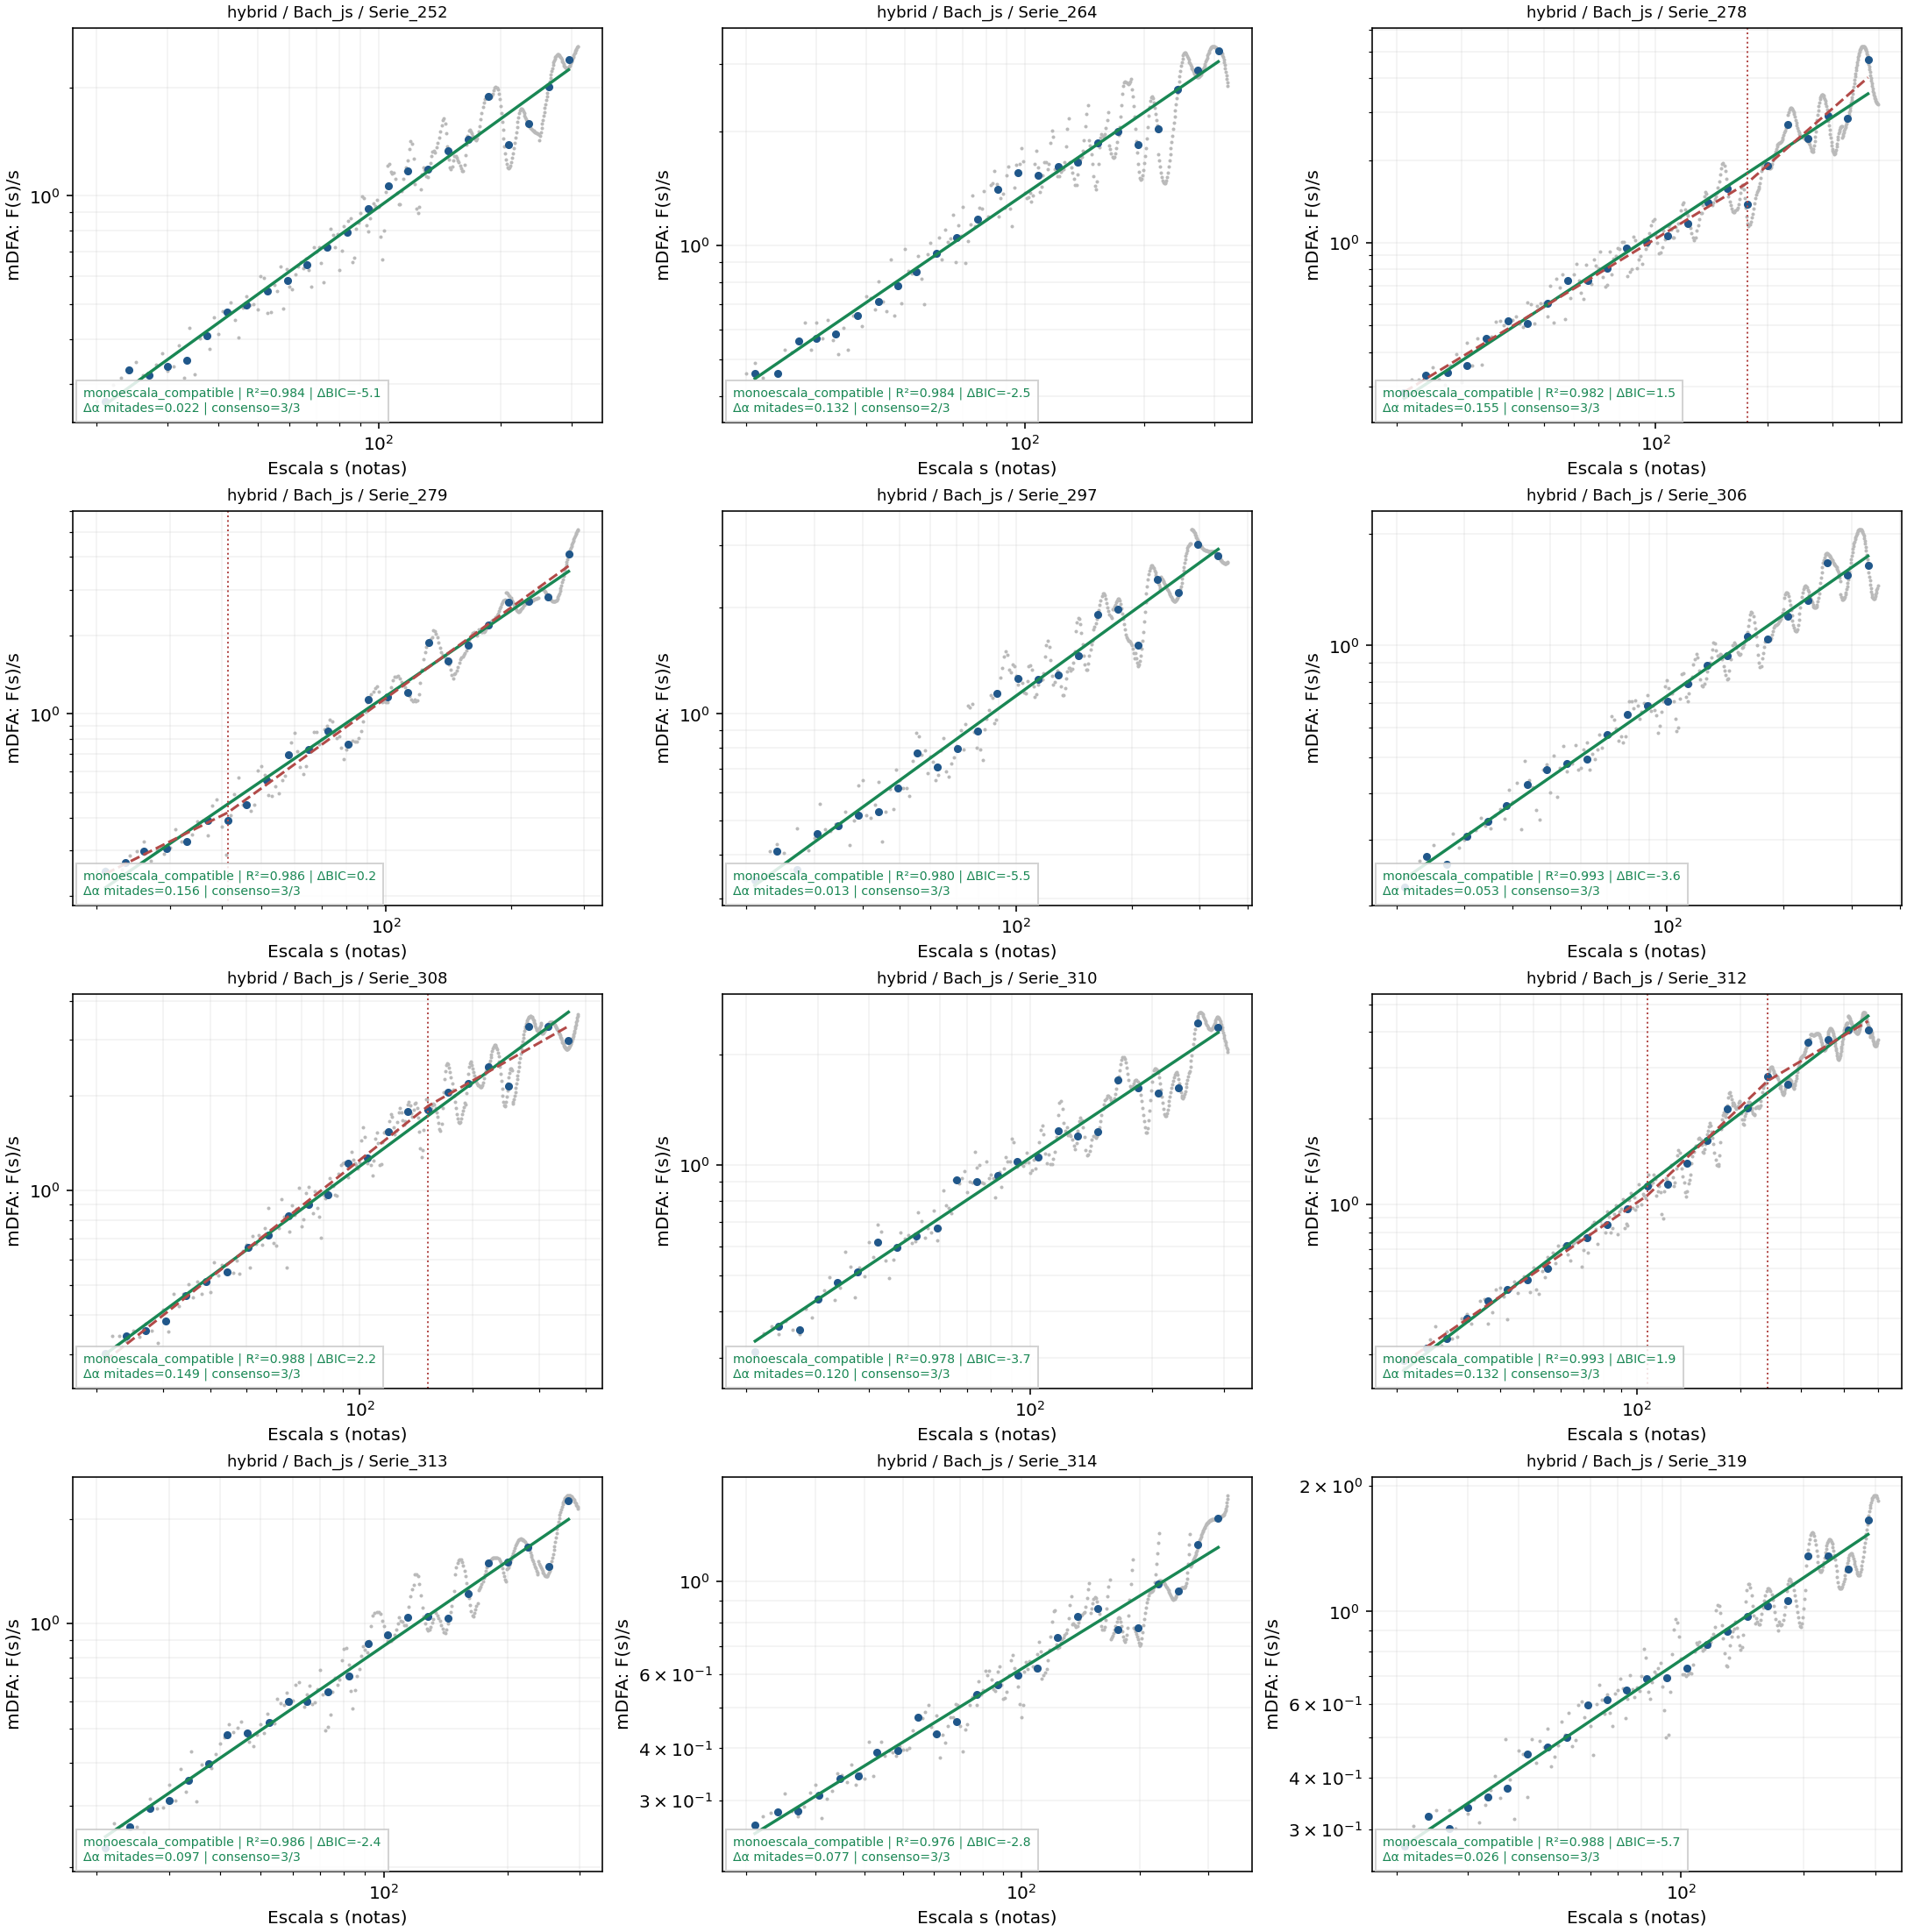 hybrid / Bach_js / Serie_252
mDFA: F(s)/s
10⁰
monoescala_compatible | R²=0.984 | ΔBIC=-5.1
Δα mitades=0.022 | consenso=3/3
10²
Escala s (notas)
hybrid / Bach_js / Serie_264
mDFA: F(s)/s
10⁰
monoescala_compatible | R²=0.984 | ΔBIC=-2.5
Δα mitades=0.132 | consenso=2/3
10²
Escala s (notas)
hybrid / Bach_js / Serie_278
mDFA: F(s)/s
10⁰
monoescala_compatible | R²=0.982 | ΔBIC=1.5
Δα mitades=0.155 | consenso=3/3
10²
Escala s (notas)
hybrid / Bach_js / Serie_279
mDFA: F(s)/s
10⁰
monoescala_compatible | R²=0.986 | ΔBIC=0.2
Δα mitades=0.156 | consenso=3/3
10²
Escala s (notas)
hybrid / Bach_js / Serie_297
mDFA: F(s)/s
10⁰
monoescala_compatible | R²=0.980 | ΔBIC=-5.5
Δα mitades=0.013 | consenso=3/3
10²
Escala s (notas)
hybrid / Bach_js / Serie_306
mDFA: F(s)/s
10⁰
monoescala_compatible | R²=0.993 | ΔBIC=-3.6
Δα mitades=0.053 | consenso=3/3
10²
Escala s (notas)
hybrid / Bach_js / Serie_308
mDFA: F(s)/s
10⁰
monoescala_compatible | R²=0.988 | ΔBIC=2.2
Δα mitades=0.149 | consenso=3/3
10²
Escala s (notas)
hybrid / Bach_js / Serie_310
mDFA: F(s)/s
10⁰
monoescala_compatible | R²=0.978 | ΔBIC=-3.7
Δα mitades=0.120 | consenso=3/3
10²
Escala s (notas)
hybrid / Bach_js / Serie_312
mDFA: F(s)/s
10⁰
monoescala_compatible | R²=0.993 | ΔBIC=1.9
Δα mitades=0.132 | consenso=3/3
10²
Escala s (notas)
hybrid / Bach_js / Serie_313
mDFA: F(s)/s
10⁰
monoescala_compatible | R²=0.986 | ΔBIC=-2.4
Δα mitades=0.097 | consenso=3/3
10²
Escala s (notas)
hybrid / Bach_js / Serie_314
mDFA: F(s)/s
10⁰
6 × 10⁻¹
4 × 10⁻¹
3 × 10⁻¹
monoescala_compatible | R²=0.976 | ΔBIC=-2.8
Δα mitades=0.077 | consenso=3/3
10²
Escala s (notas)
hybrid / Bach_js / Serie_319
mDFA: F(s)/s
2 × 10⁰
10⁰
6 × 10⁻¹
4 × 10⁻¹
3 × 10⁻¹
monoescala_compatible | R²=0.988 | ΔBIC=-5.7
Δα mitades=0.026 | consenso=3/3
10²
Escala s (notas)